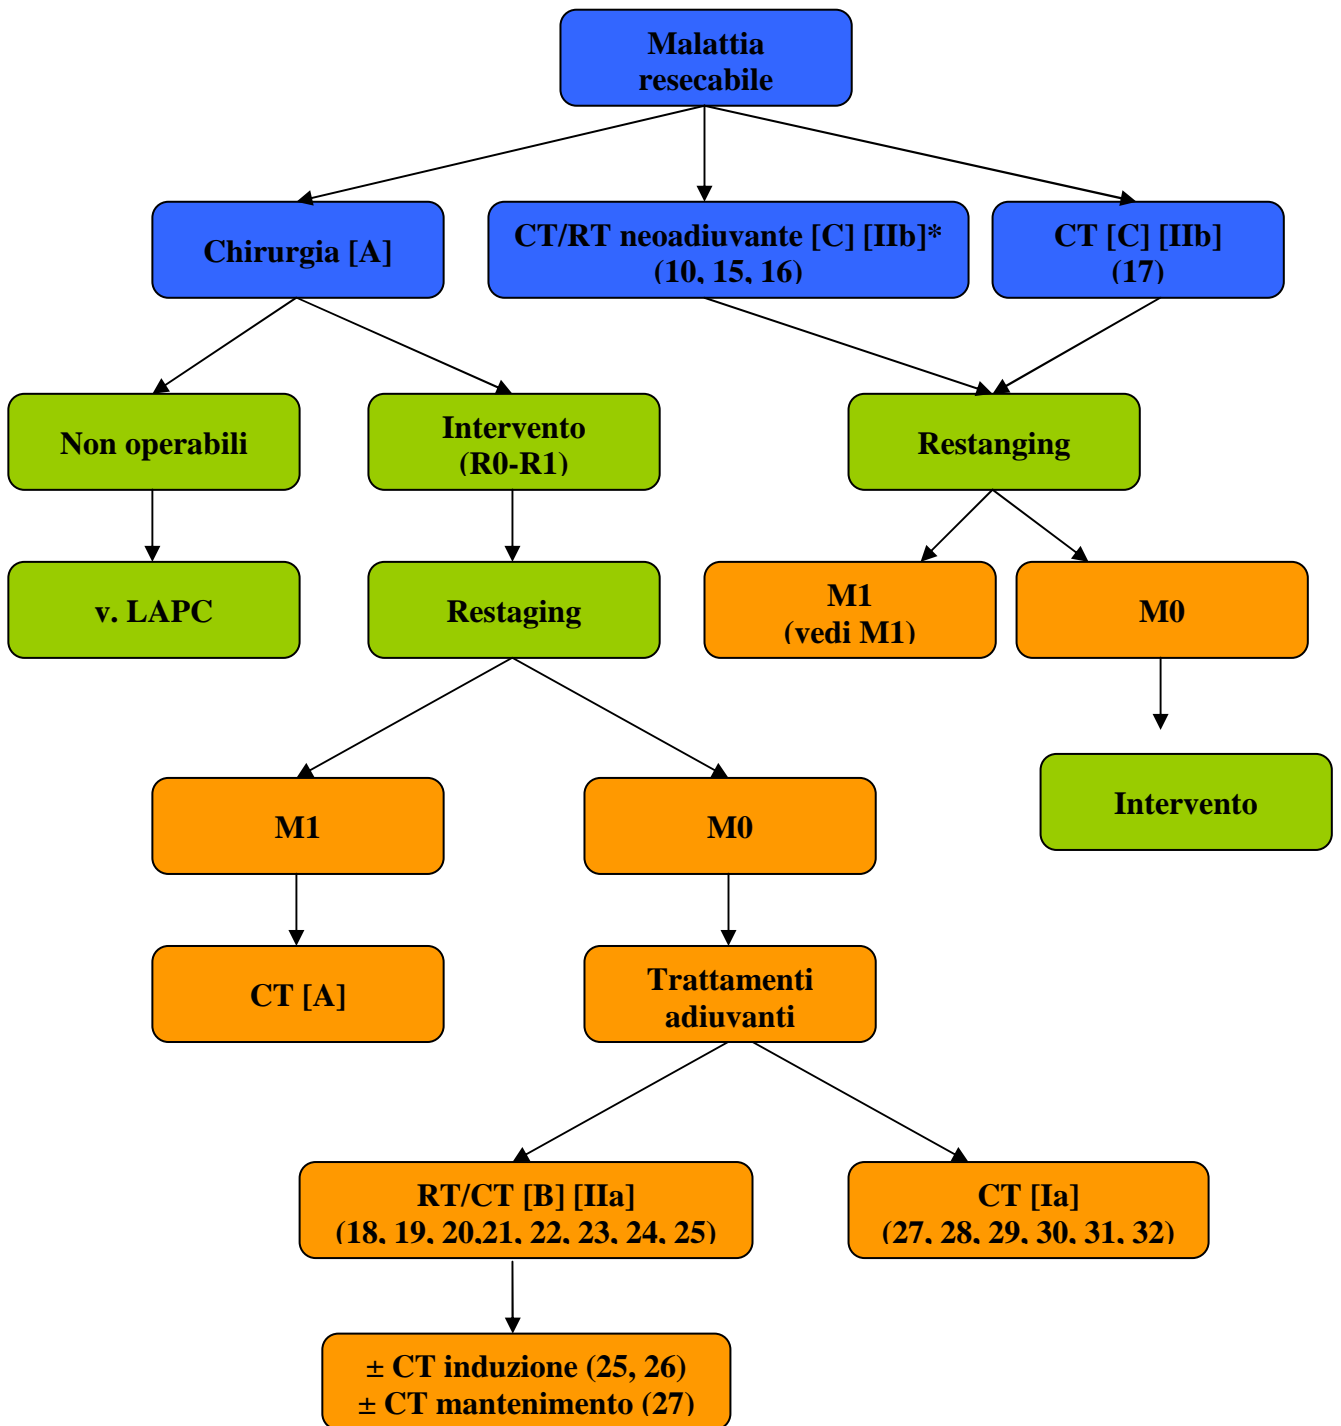 Malattia
resecabile
Chirurgia [A]
CT/RT neoadiuvante [C] [IIb]*
(10, 15, 16)
CT [C] [IIb]
(17)
Non operabili
Intervento
(R0-R1)
Restanging
v. LAPC
Restaging
M1
(vedi M1)
M0
M1
M0
Intervento
CT [A]
Trattamenti
adiuvanti
RT/CT [B] [IIa]
(18, 19, 20,21, 22, 23, 24, 25)
CT [Ia]
(27, 28, 29, 30, 31, 32)
± CT induzione (25, 26)
± CT mantenimento (27)